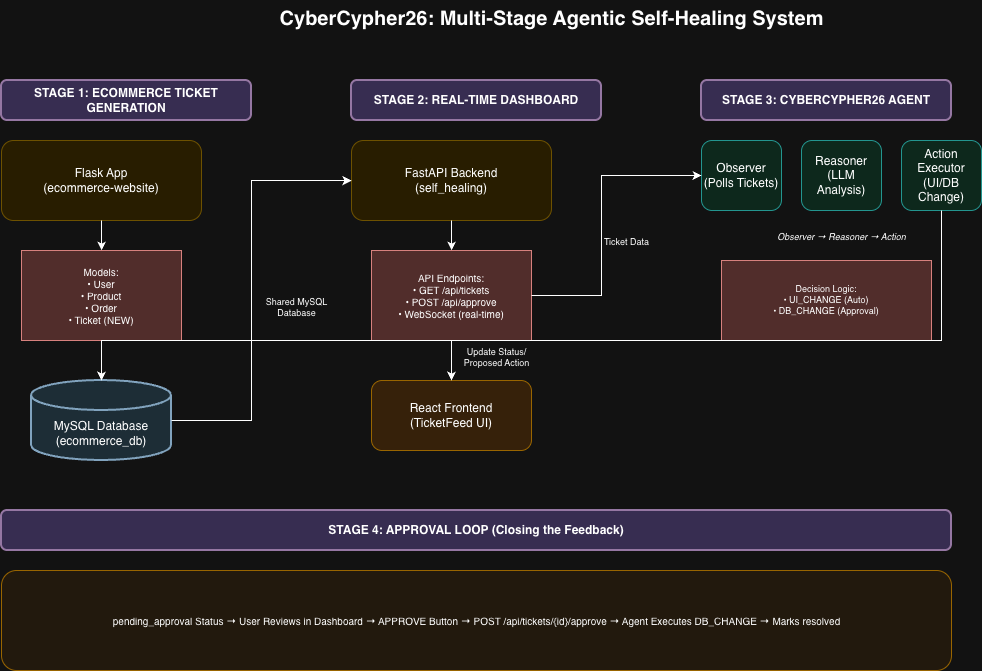 CyberCypher26: Multi-Stage Agentic Self-Healing System
STAGE 1: ECOMMERCE TICKET
GENERATION
STAGE 2: REAL-TIME DASHBOARD
STAGE 3: CYBERCYPHER26 AGENT
Flask App
(ecommerce-website)
FastAPI Backend
(self_healing)
Observer
(Polls Tickets)
Reasoner
(LLM
Analysis)
Action
Executor
(UI/DB
Change)
Ticket Data
Observer → Reasoner → Action
Models:
• User
• Product
• Order
• Ticket (NEW)
Shared MySQL
Database
API Endpoints:
• GET /api/tickets
• POST /api/approve
• WebSocket (real-time)
Decision Logic:
• UI_CHANGE (Auto)
• DB_CHANGE (Approval)
Update Status/
Proposed Action
MySQL Database
(ecommerce_db)
React Frontend
(TicketFeed UI)
STAGE 4: APPROVAL LOOP (Closing the Feedback)
pending_approval Status → User Reviews in Dashboard → APPROVE Button → POST /api/tickets/{id}/approve → Agent Executes DB_CHANGE → Marks resolved